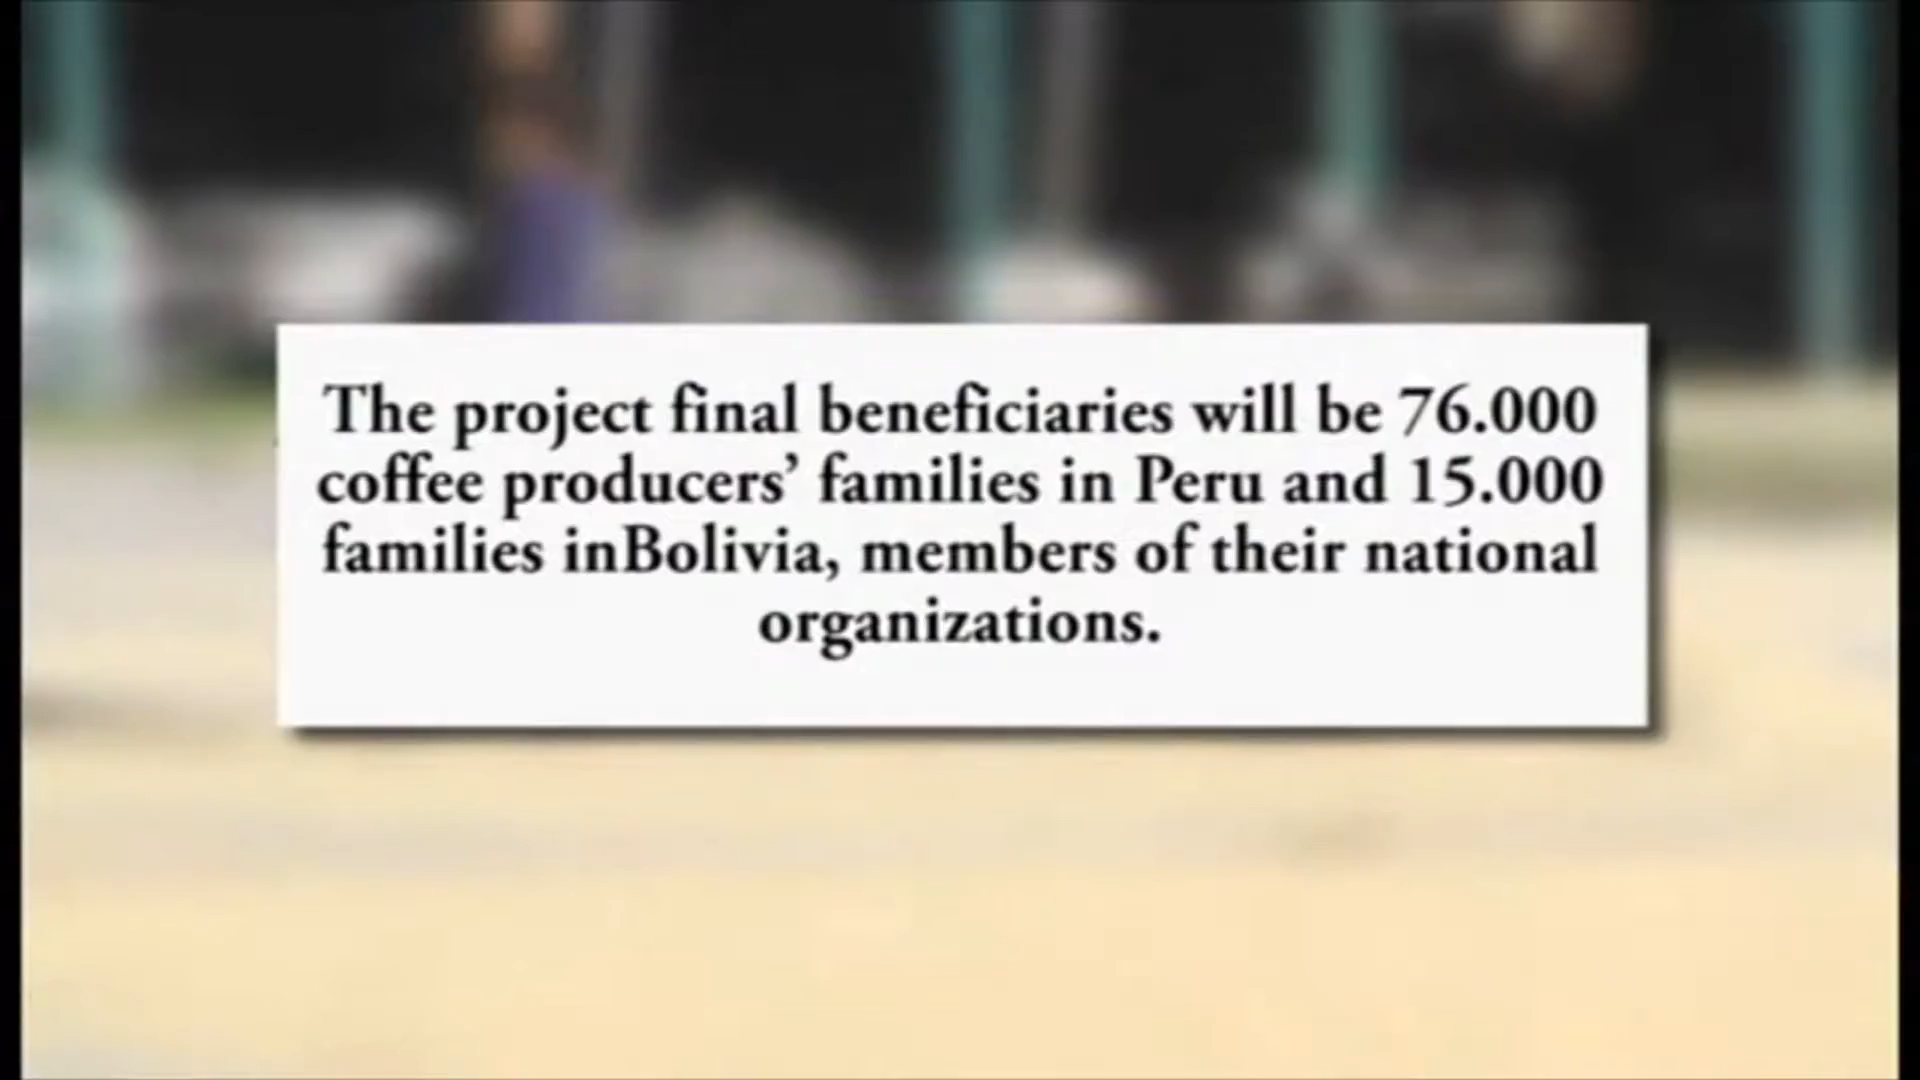 The project final beneficiaries will be 76.000
coffee producers’ families in Peru and 15.000
families inBolivia, members of their national
organizations.